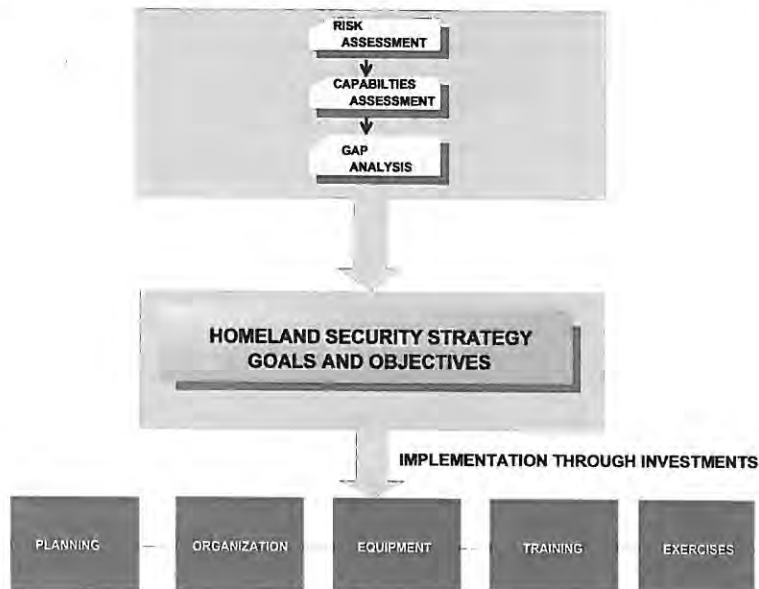 RISK
ASSESSMENT
CAPABILTIES
ASSESSMENT
GAP
ANALYSIS
HOMELAND SECURITY STRATEGY
GOALS AND OBJECTIVES
IMPLEMENTATION THROUGH INVESTMENTS
PLANNING
ORGANIZATION
EQUIPMENT
TRAINING
EXERCISES